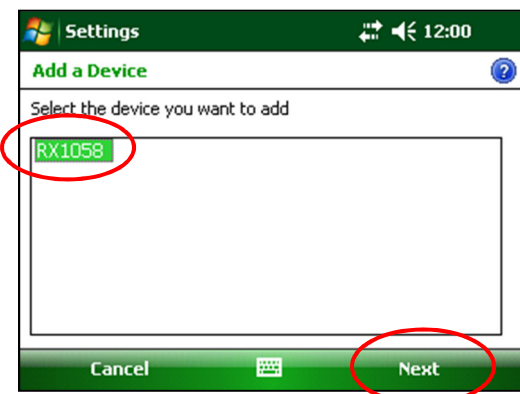 Settings 12:00
Add a Device ?
Select the device you want to add
RX1058
Cancel Next